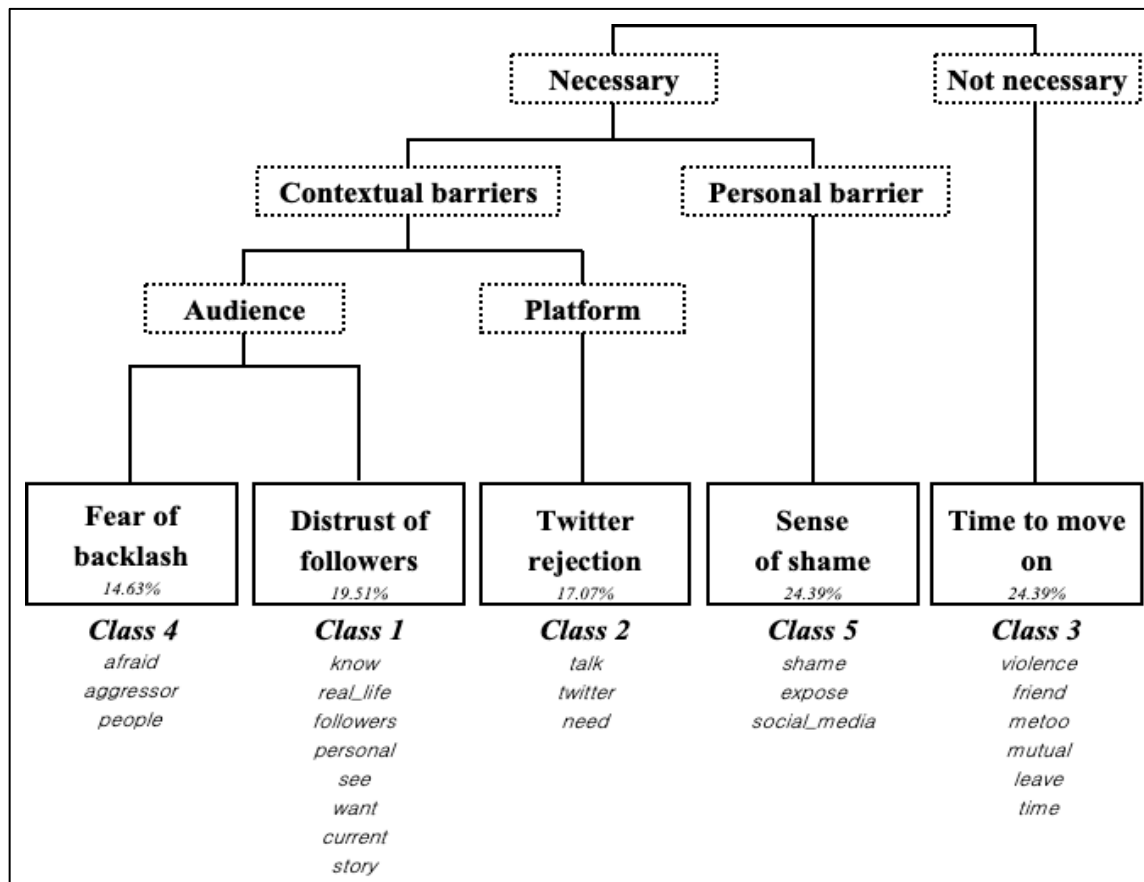 Necessary
Not necessary
Contextual barriers
Personal barrier
Audience
Platform
Fear of
backlash
14.63%
Class 4
afraid
aggressor
people
Distrust of
followers
19.51%
Class 1
know
real_life
followers
personal
see
want
current
story
Twitter
rejection
17.07%
Class 2
talk
twitter
need
Sense
of shame
24.39%
Class 5
shame
expose
social_media
Time to move
on
24.39%
Class 3
violence
friend
metoo
mutual
leave
time